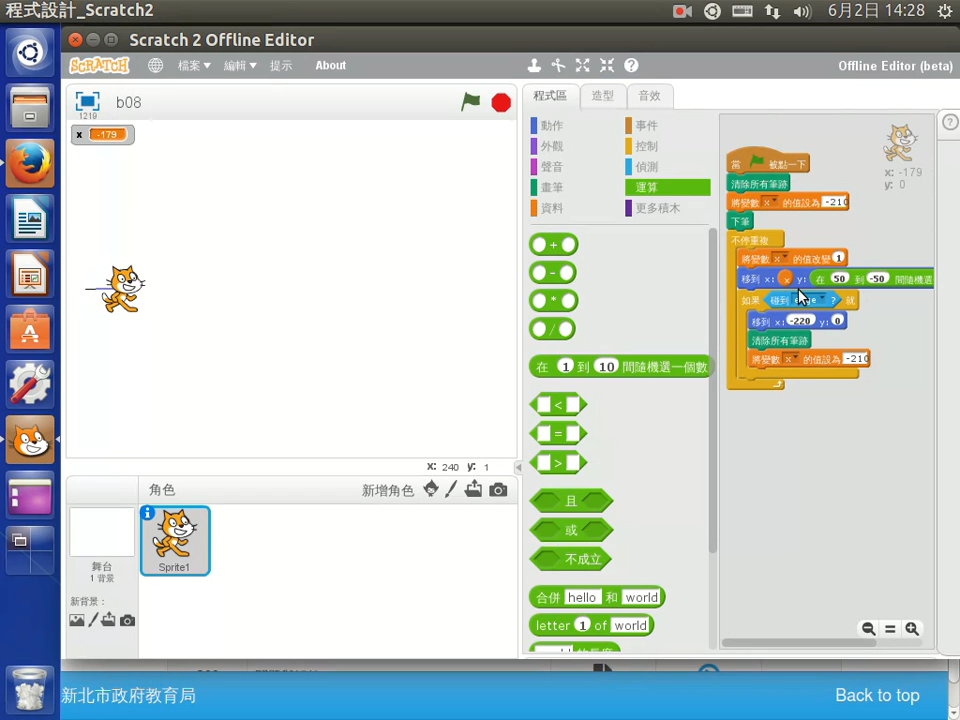 程式設計_Scratch2
6月2日 14:28
Scratch 2 Offline Editor
SCRATCH 檔案 編輯 提示 About
Offline Editor (beta)
b08
1219
x -179
x: 240 y: 1
角色
新增角色
Sprite1
舞台
1 背景
新背景:
程式區 造型 音效
動作 事件
外觀 控制
聲音 偵測
畫筆 運算
資料 更多積木
+
-
*
/
在 1 到 10 間隨機選一個數
<
=
>
且
或
不成立
合併 hello 和 world
letter 1 of world
x: -179
y: 0
當 被點一下
清除所有筆跡
將變數 x 的值設為 -210
下筆
不停重複
將變數 x 的值改變 1
移到 x: x y: 在 50 到 -50 間隨機選
如果 碰到 ? 就
移到 x: -220 y: 0
清除所有筆跡
將變數 x 的值設為 -210
新北市政府教育局
Back to top